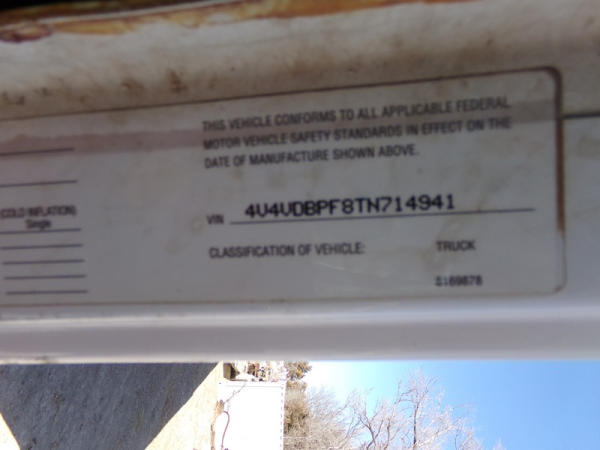 THIS VEHICLE CONFORMS TO ALL APPLICABLE FEDERAL
MOTOR VEHICLE SAFETY STANDARDS IN EFFECT ON THE
DATE OF MANUFACTURE SHOWN ABOVE.
(COLD INFLATION)
Single
VIN 4V4VDBPF8TN714941
CLASSIFICATION OF VEHICLE: TRUCK